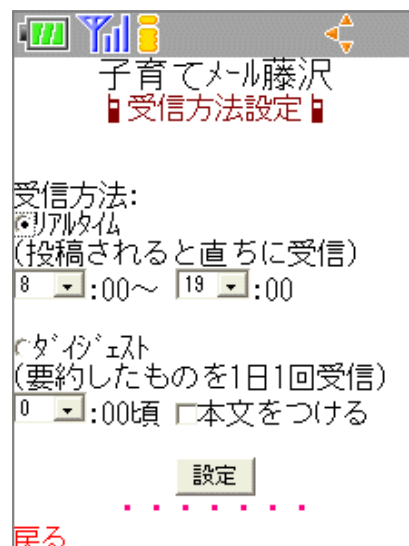 子育てﾒｰﾙ藤沢
受信方法設定
受信方法:
ﾘｱﾙﾀｲﾑ
(投稿されると直ちに受信)
8 :00～ 19 :00
ﾀﾞｲｼﾞｪｽﾄ
(要約したものを1日1回受信)
0 :00頃 本文をつける
設定
戻る